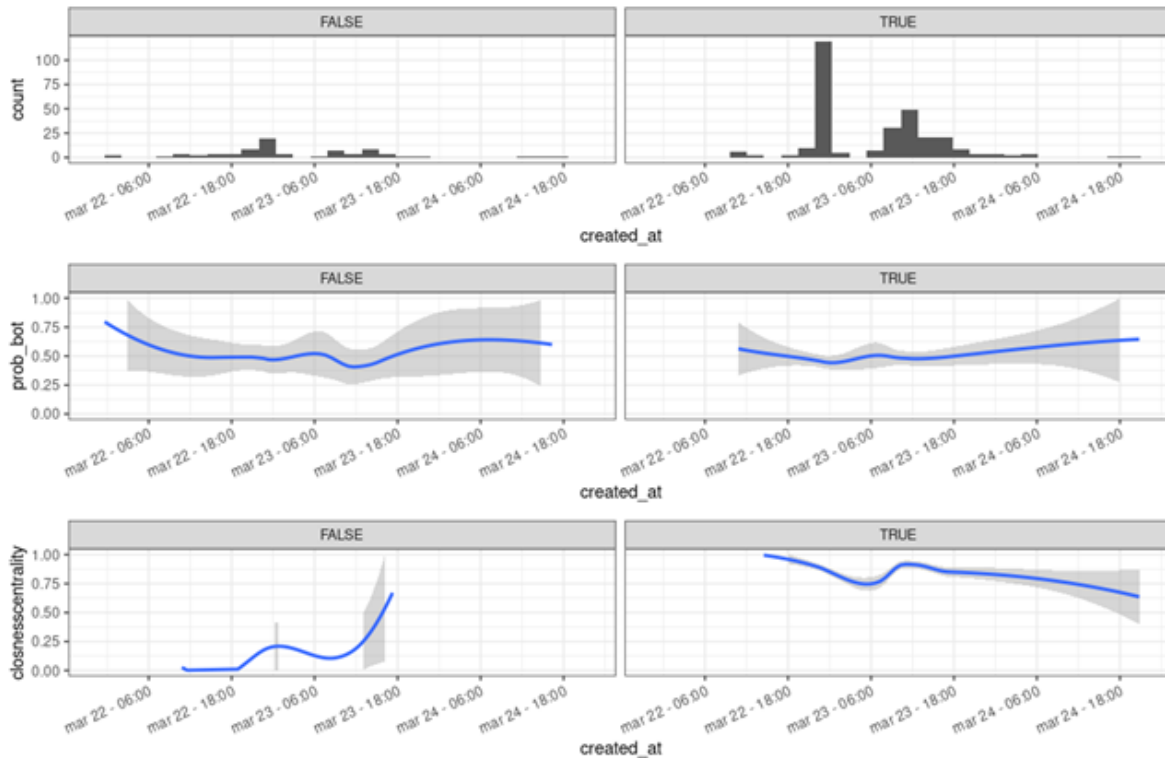 FALSE TRUE
count
100
75
50
25
0
mar 22 - 06:00 mar 22 - 18:00 mar 23 - 06:00 mar 23 - 18:00 mar 24 - 06:00 mar 24 - 18:00 mar 22 - 06:00 mar 22 - 18:00 mar 23 - 06:00 mar 23 - 18:00 mar 24 - 06:00 mar 24 - 18:00
created_at
FALSE TRUE
prob_bot
1.00
0.75
0.50
0.25
0.00
mar 22 - 06:00 mar 22 - 18:00 mar 23 - 06:00 mar 23 - 18:00 mar 24 - 06:00 mar 24 - 18:00 mar 22 - 06:00 mar 22 - 18:00 mar 23 - 06:00 mar 23 - 18:00 mar 24 - 06:00 mar 24 - 18:00
created_at
FALSE TRUE
closnesscentrality
1.00
0.75
0.50
0.25
0.00
mar 22 - 06:00 mar 22 - 18:00 mar 23 - 06:00 mar 23 - 18:00 mar 24 - 06:00 mar 24 - 18:00 mar 22 - 06:00 mar 22 - 18:00 mar 23 - 06:00 mar 23 - 18:00 mar 24 - 06:00 mar 24 - 18:00
created_at